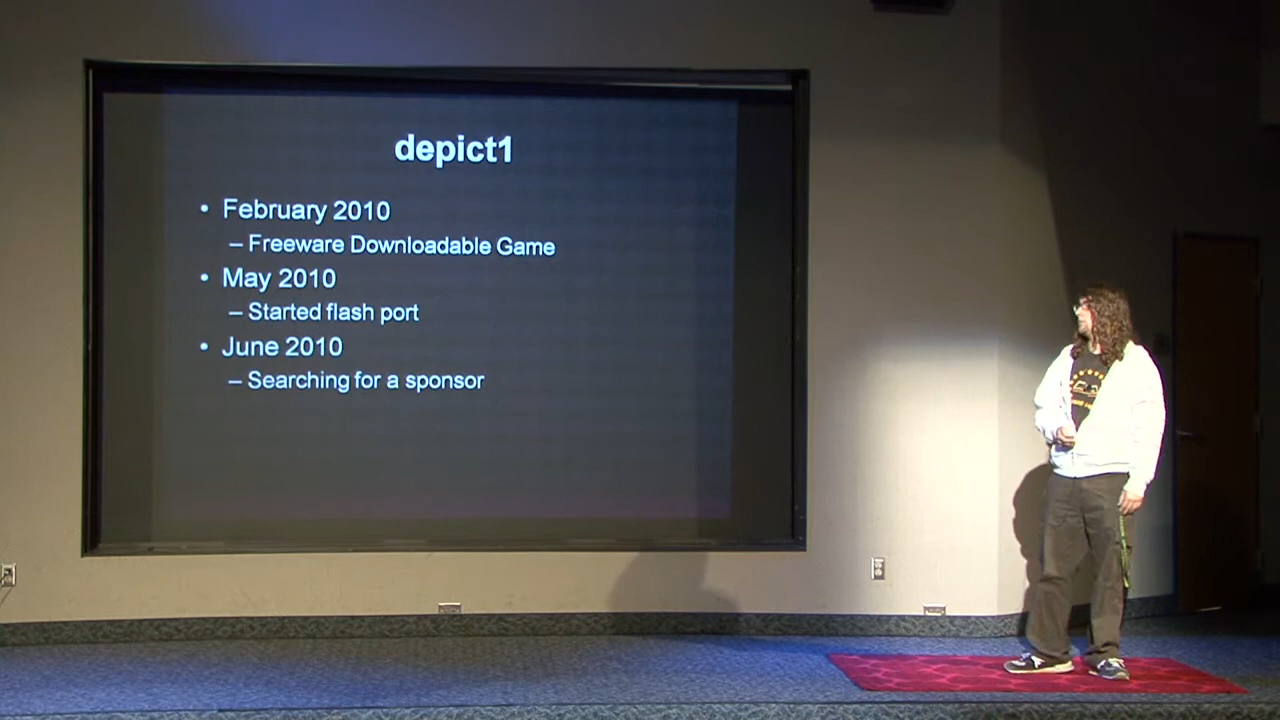 depict1
• February 2010
– Freeware Downloadable Game
• May 2010
– Started flash port
• June 2010
– Searching for a sponsor